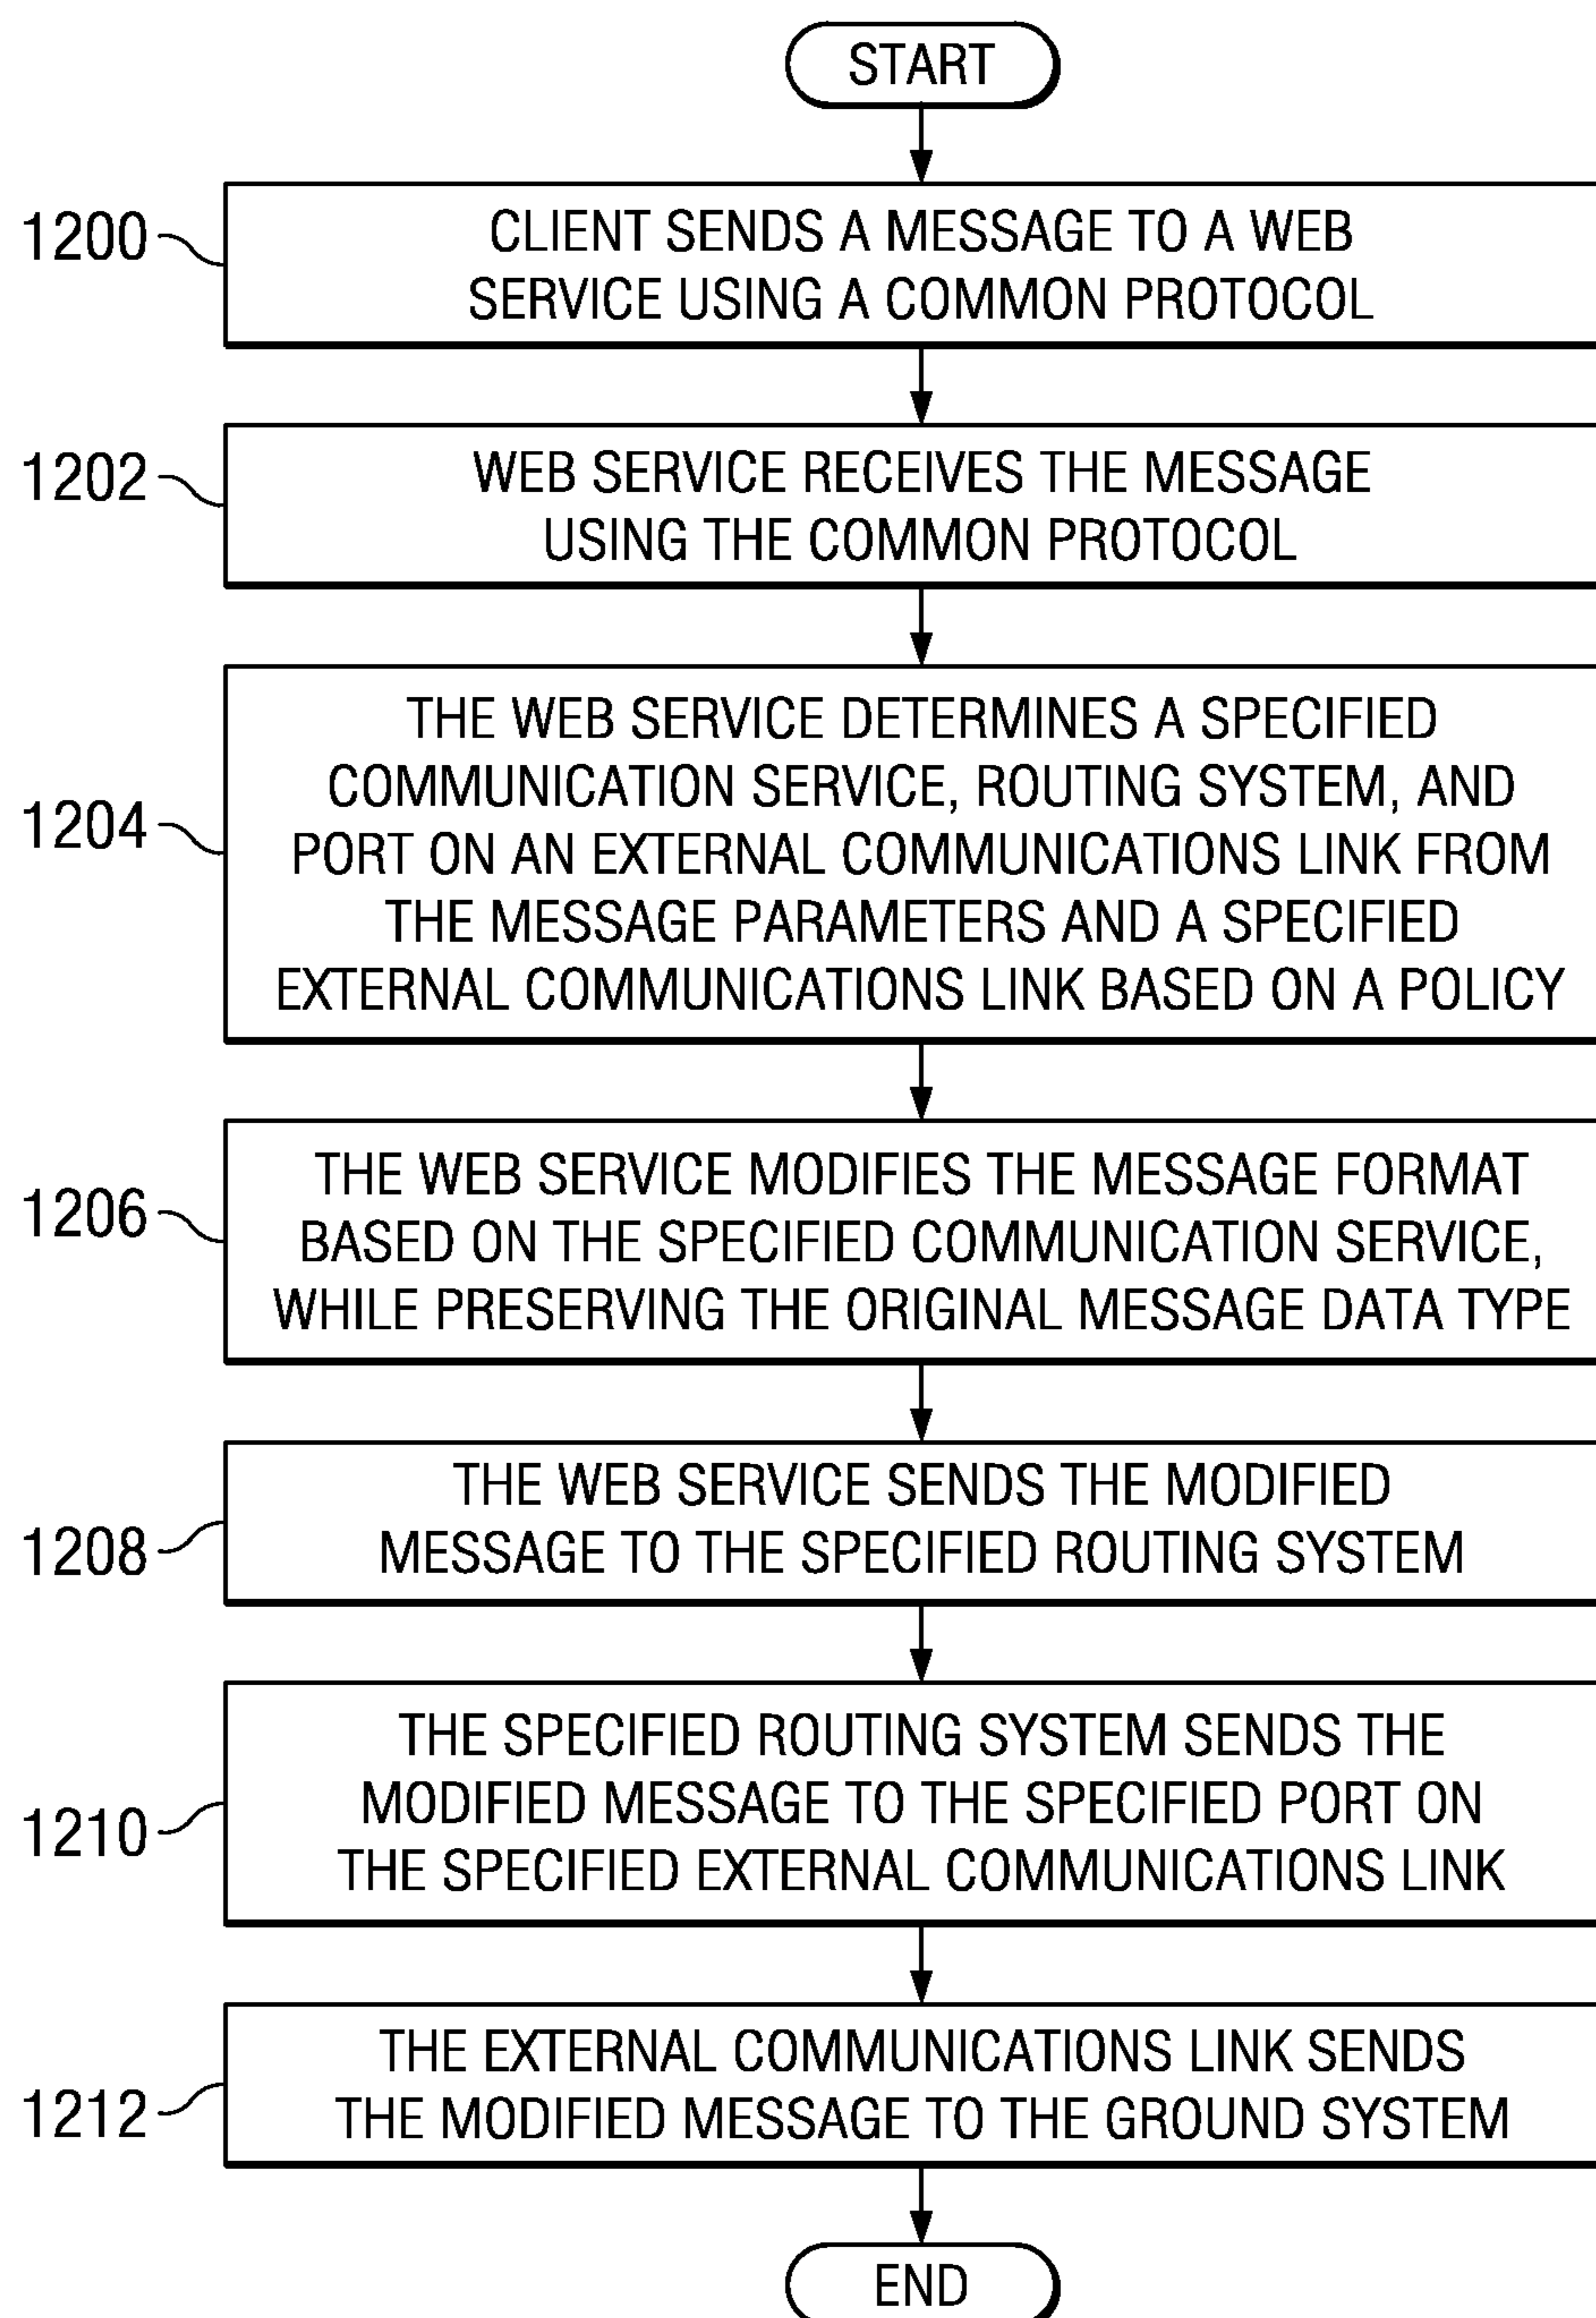 START
1200
CLIENT SENDS A MESSAGE TO A WEB
SERVICE USING A COMMON PROTOCOL
1202
WEB SERVICE RECEIVES THE MESSAGE
USING THE COMMON PROTOCOL
1204
THE WEB SERVICE DETERMINES A SPECIFIED
COMMUNICATION SERVICE, ROUTING SYSTEM, AND
PORT ON AN EXTERNAL COMMUNICATIONS LINK FROM
THE MESSAGE PARAMETERS AND A SPECIFIED
EXTERNAL COMMUNICATIONS LINK BASED ON A POLICY
1206
THE WEB SERVICE MODIFIES THE MESSAGE FORMAT
BASED ON THE SPECIFIED COMMUNICATION SERVICE,
WHILE PRESERVING THE ORIGINAL MESSAGE DATA TYPE
1208
THE WEB SERVICE SENDS THE MODIFIED
MESSAGE TO THE SPECIFIED ROUTING SYSTEM
1210
THE SPECIFIED ROUTING SYSTEM SENDS THE
MODIFIED MESSAGE TO THE SPECIFIED PORT ON
THE SPECIFIED EXTERNAL COMMUNICATIONS LINK
1212
THE EXTERNAL COMMUNICATIONS LINK SENDS
THE MODIFIED MESSAGE TO THE GROUND SYSTEM
END